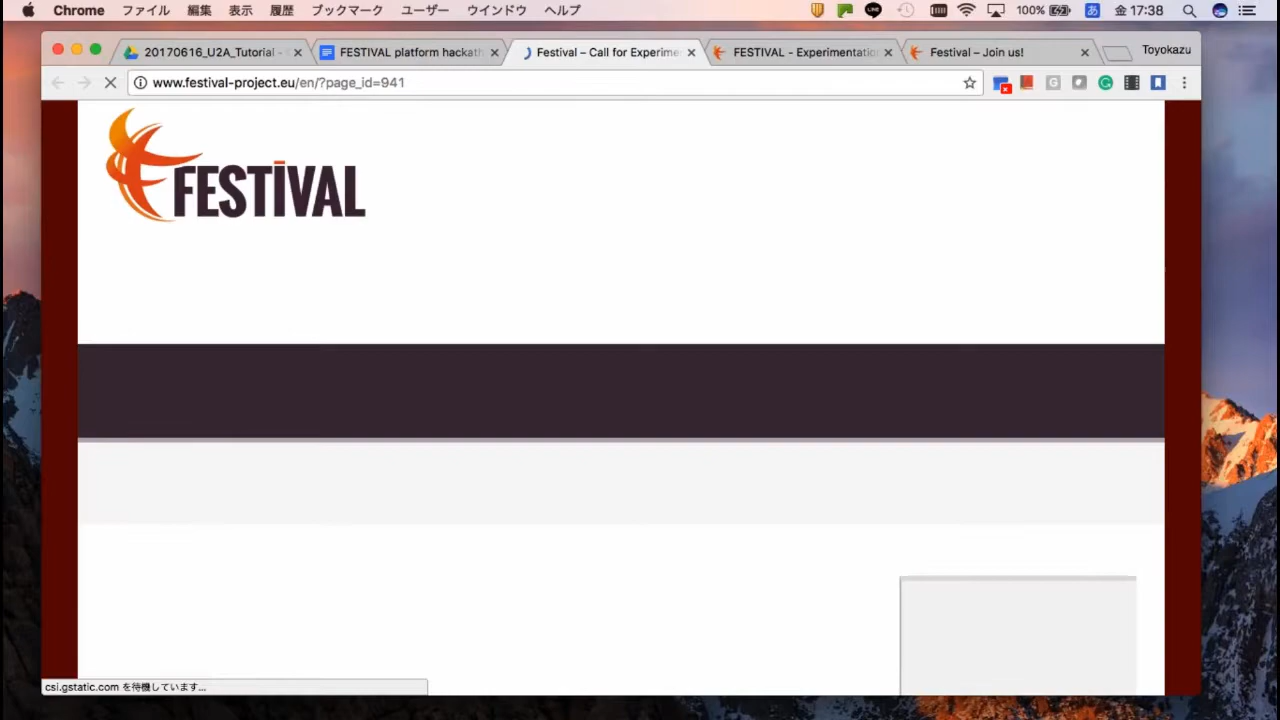 Chrome ファイル 編集 表示 履歴 ブックマーク ユーザー ウインドウ ヘルプ LINE 100% あ 金 17:38
20170616_U2A_Tutorial - FESTIVAL platform hackath Festival – Call for Experime FESTIVAL - Experimentatio Festival – Join us! Toyokazu
www.festival-project.eu/en/?page_id=941
FESTIVAL
csi.gstatic.com を待機しています...